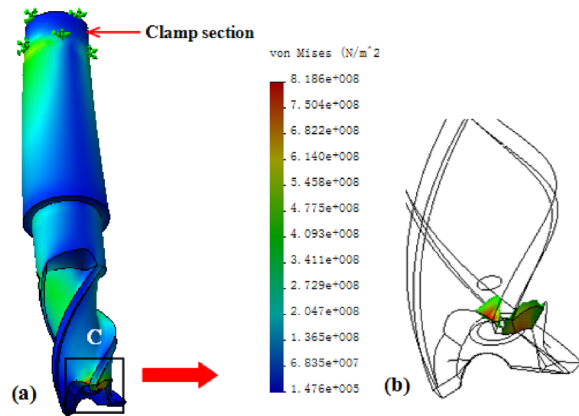 Clamp section
von Mises (N/m^2
8.186e+008
7.504e+008
6.822e+008
6.140e+008
5.458e+008
4.775e+008
4.093e+008
3.411e+008
2.729e+008
2.047e+008
1.365e+008
6.835e+007
1.476e+005
C
(a)
(b)